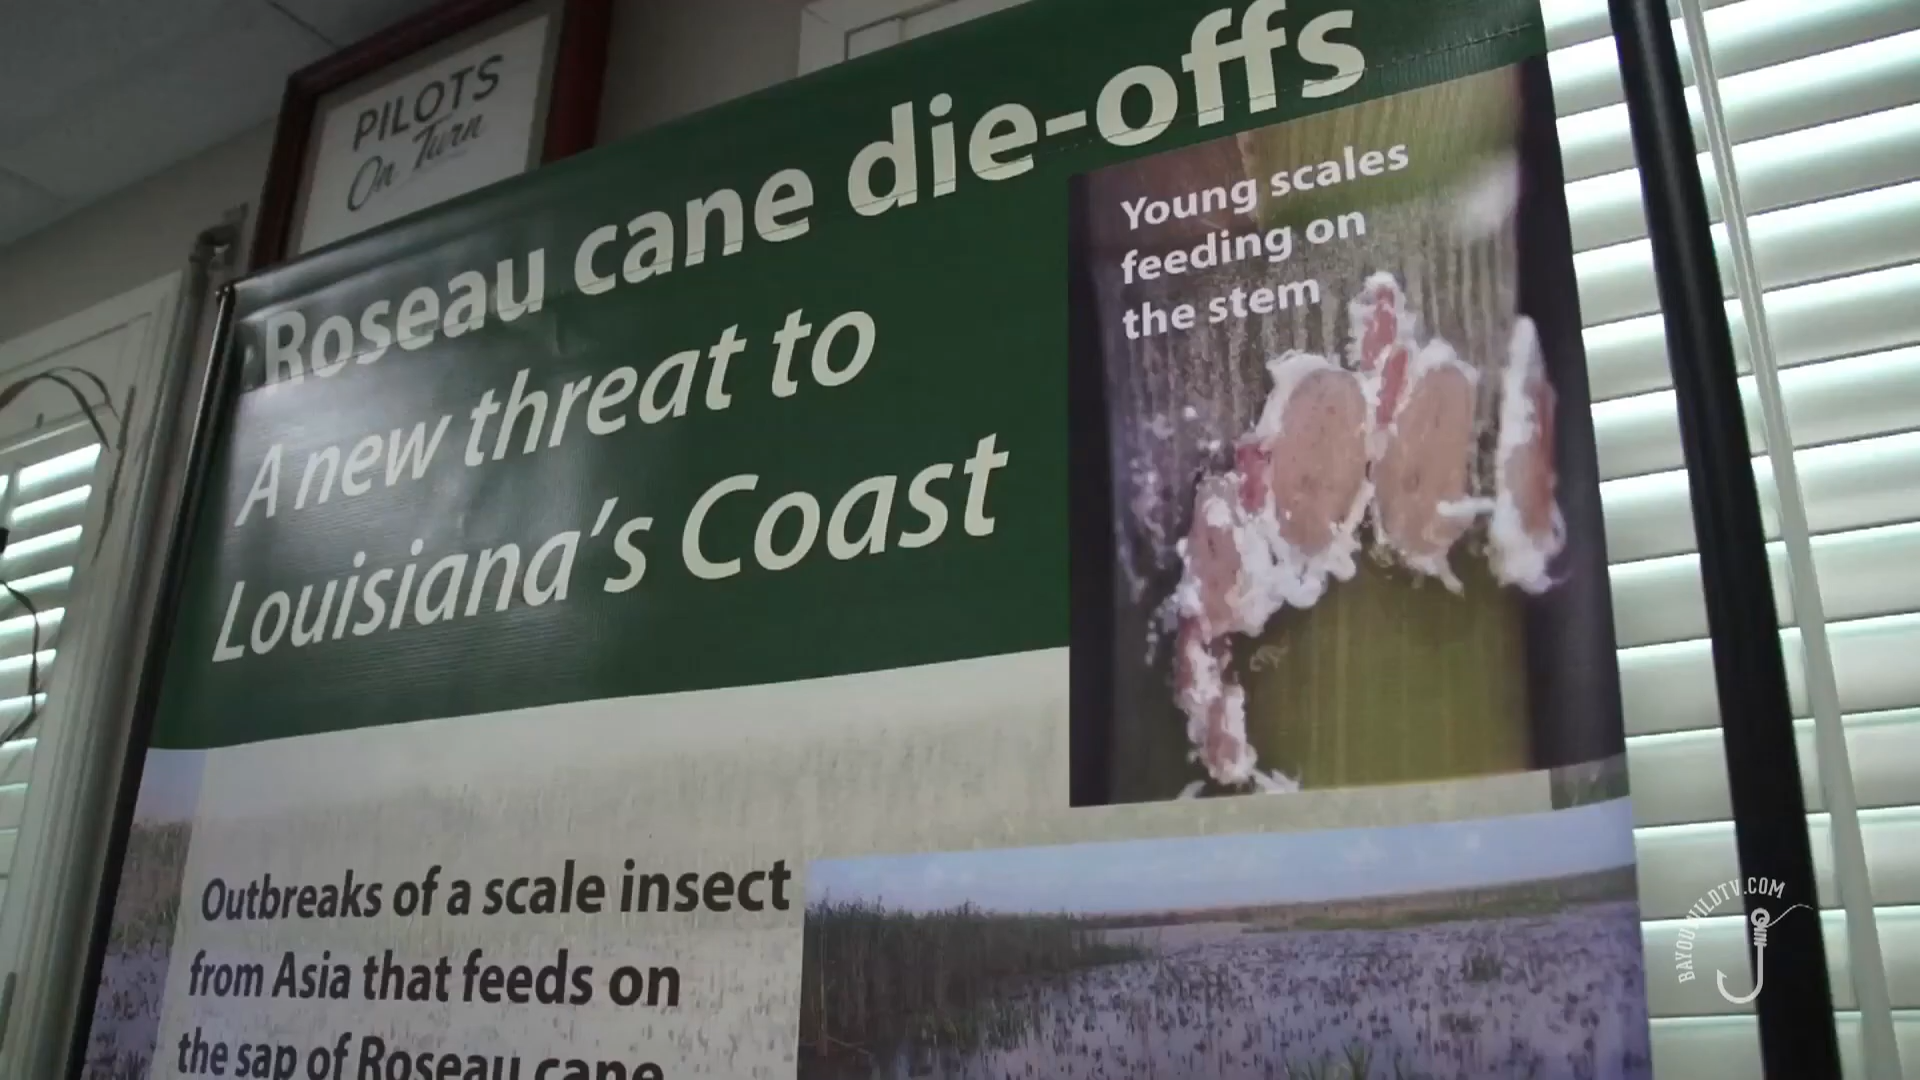 PILOTS
On Turn
Roseau cane die-offs
A new threat to
Louisiana's Coast
Young scales
feeding on
the stem
Outbreaks of a scale insect
from Asia that feeds on
the sap of Roseau cane
BAYOUWILDTV.COM